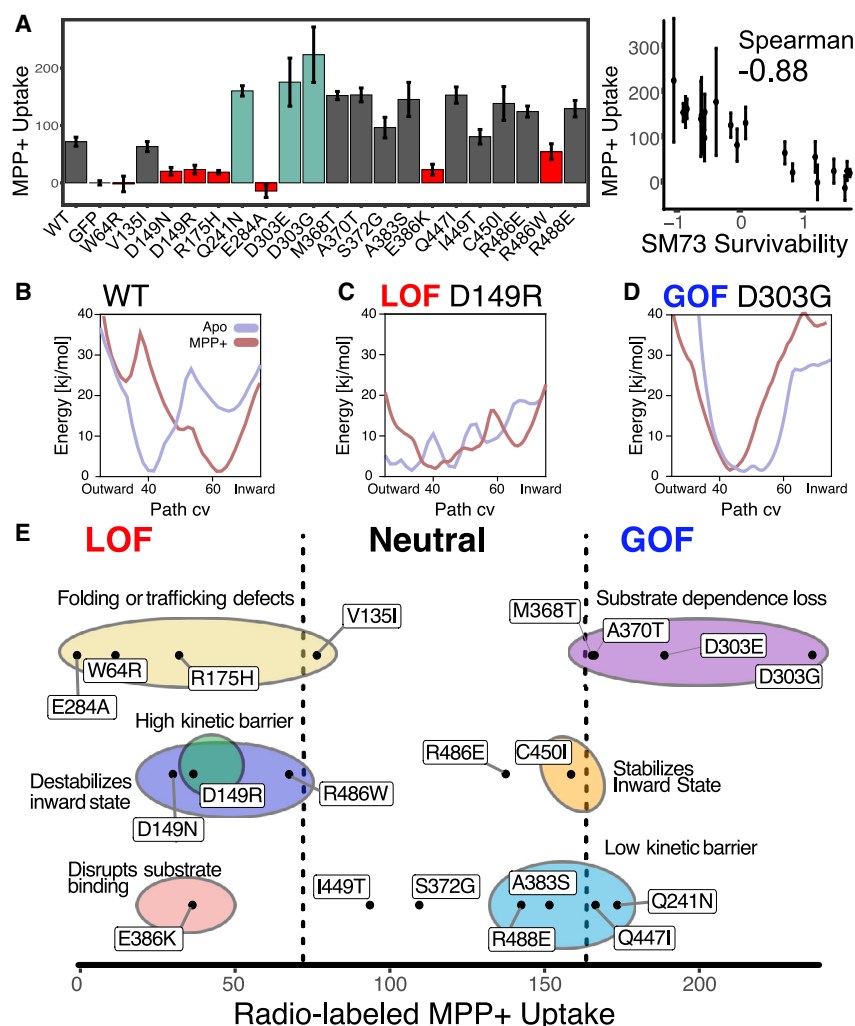 A
MPP+ Uptake
200
100
0
WT
GFP
W64R
V135I
D149N
D149R
R175H
Q241N
E284A
D303E
D303G
M368T
A370T
S372G
A383S
E386K
Q447I
I449T
C450I
R486E
R486W
R488E
MPP+ Uptake
300
200
100
0
Spearman
-0.88
-1
0
1
SM73 Survivability
B
WT
Energy [kj/mol]
40
30
20
10
0
Apo
MPP+
Outward
40
60
Inward
Path cv
C
LOF D149R
Energy [kj/mol]
40
30
20
10
0
Outward
40
60
Inward
Path cv
D
GOF D303G
Energy [kj/mol]
40
30
20
10
0
Outward
40
60
Inward
Path cv
E
LOF
Neutral
GOF
Folding or trafficking defects
V135I
W64R
R175H
E284A
M368T
Substrate dependence loss
A370T
D303E
D303G
High kinetic barrier
Destabilizes
inward state
D149R
R486W
D149N
R486E
C450I
Stabilizes
Inward State
Disrupts substrate
binding
E386K
I449T
S372G
A383S
Low kinetic barrier
R488E
Q241N
Q447I
0
50
100
150
200
Radio-labeled MPP+ Uptake